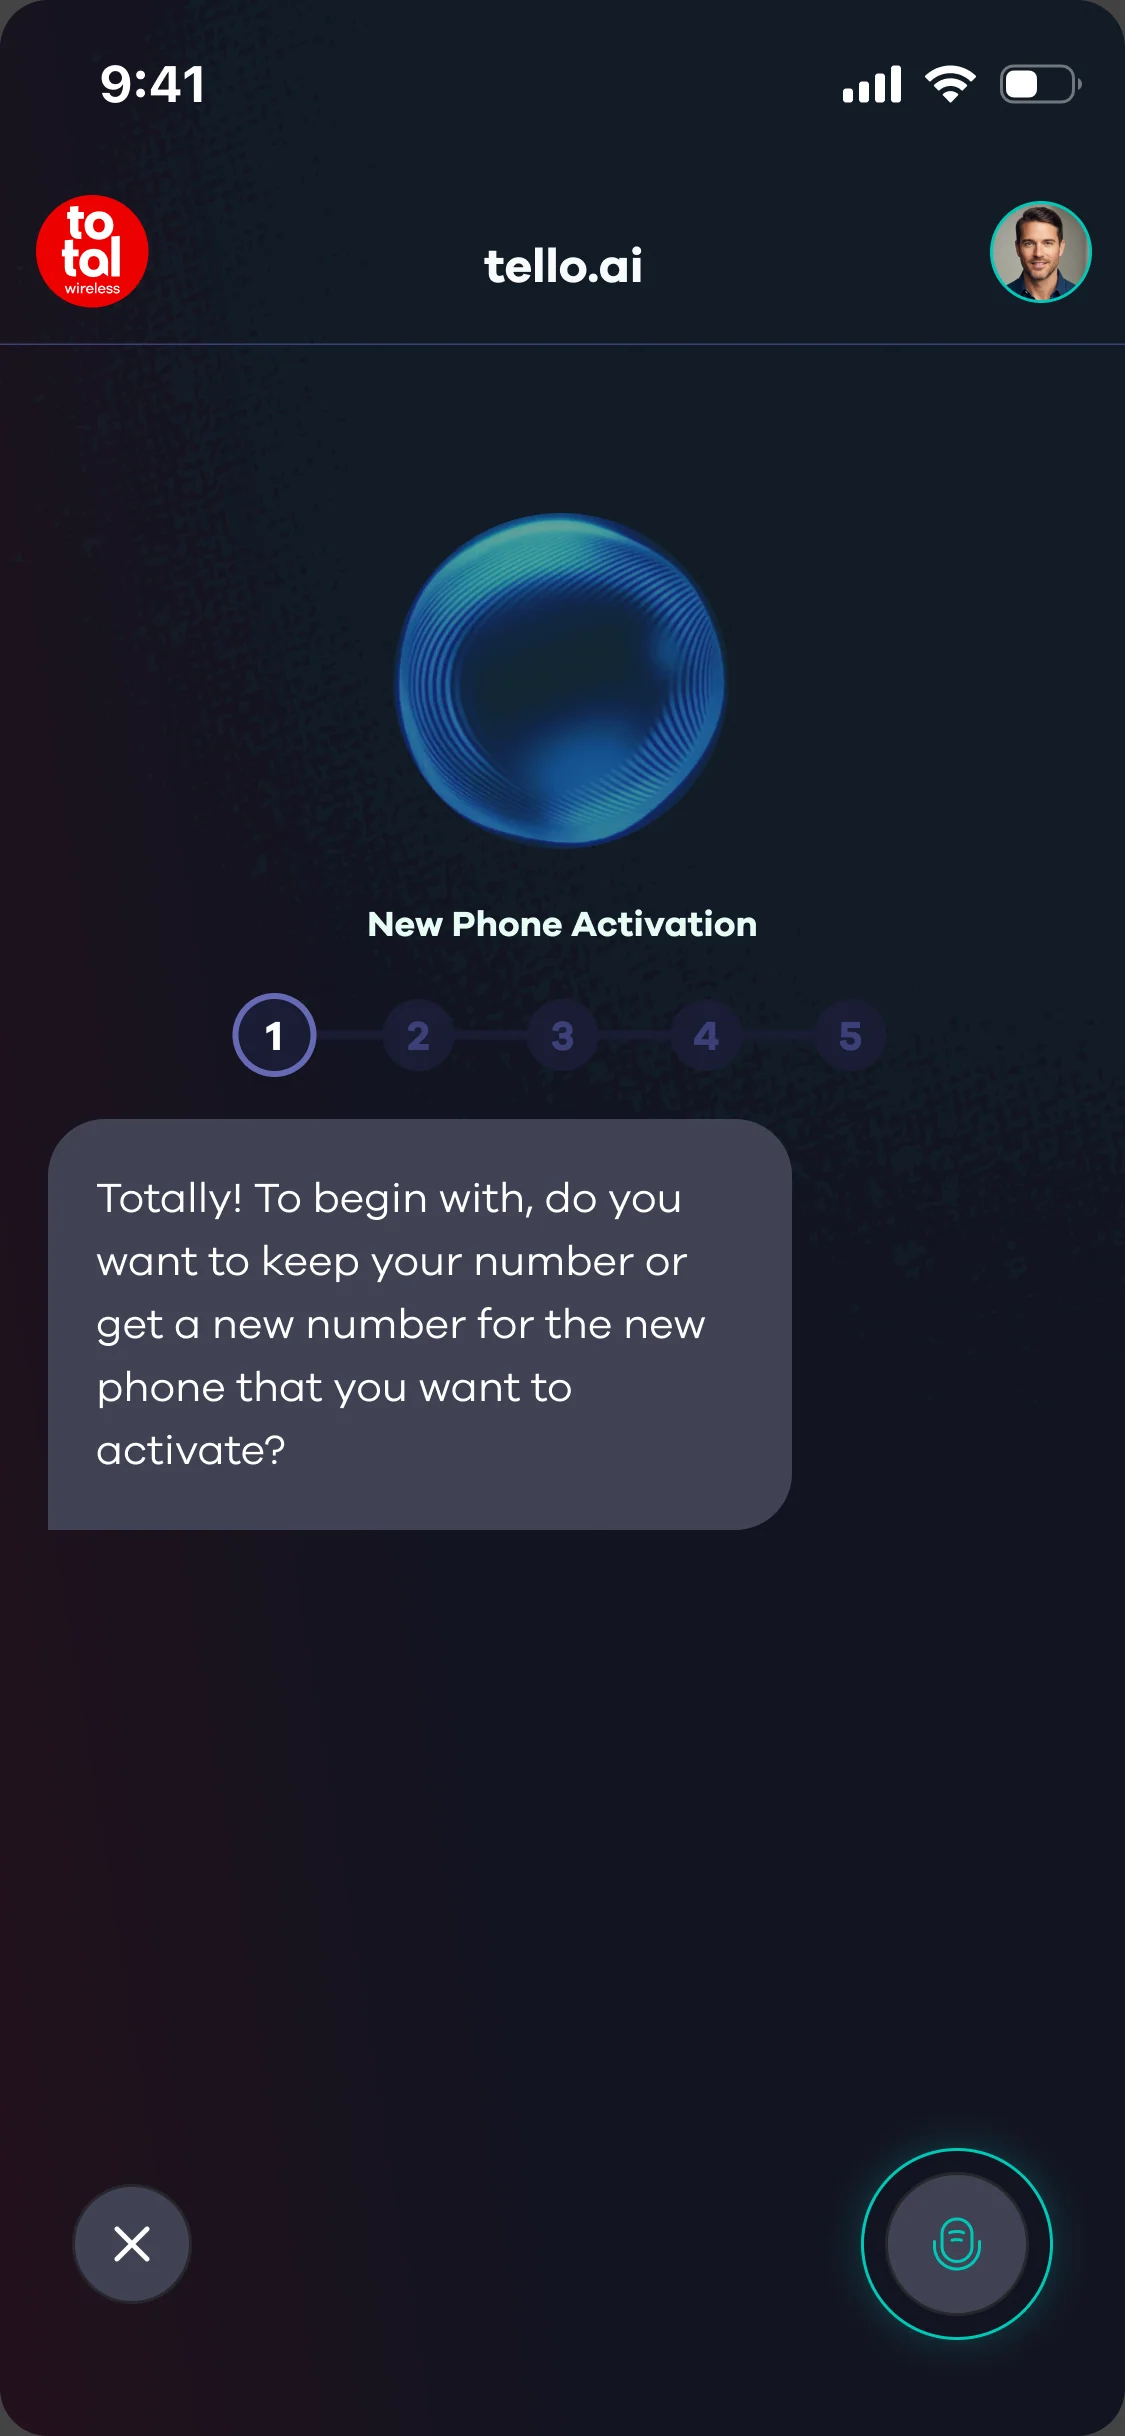 9:41
to
tal
wireless
tello.ai
New Phone Activation
1 2 3 4 5
Totally! To begin with, do you
want to keep your number or
get a new number for the new
phone that you want to
activate?